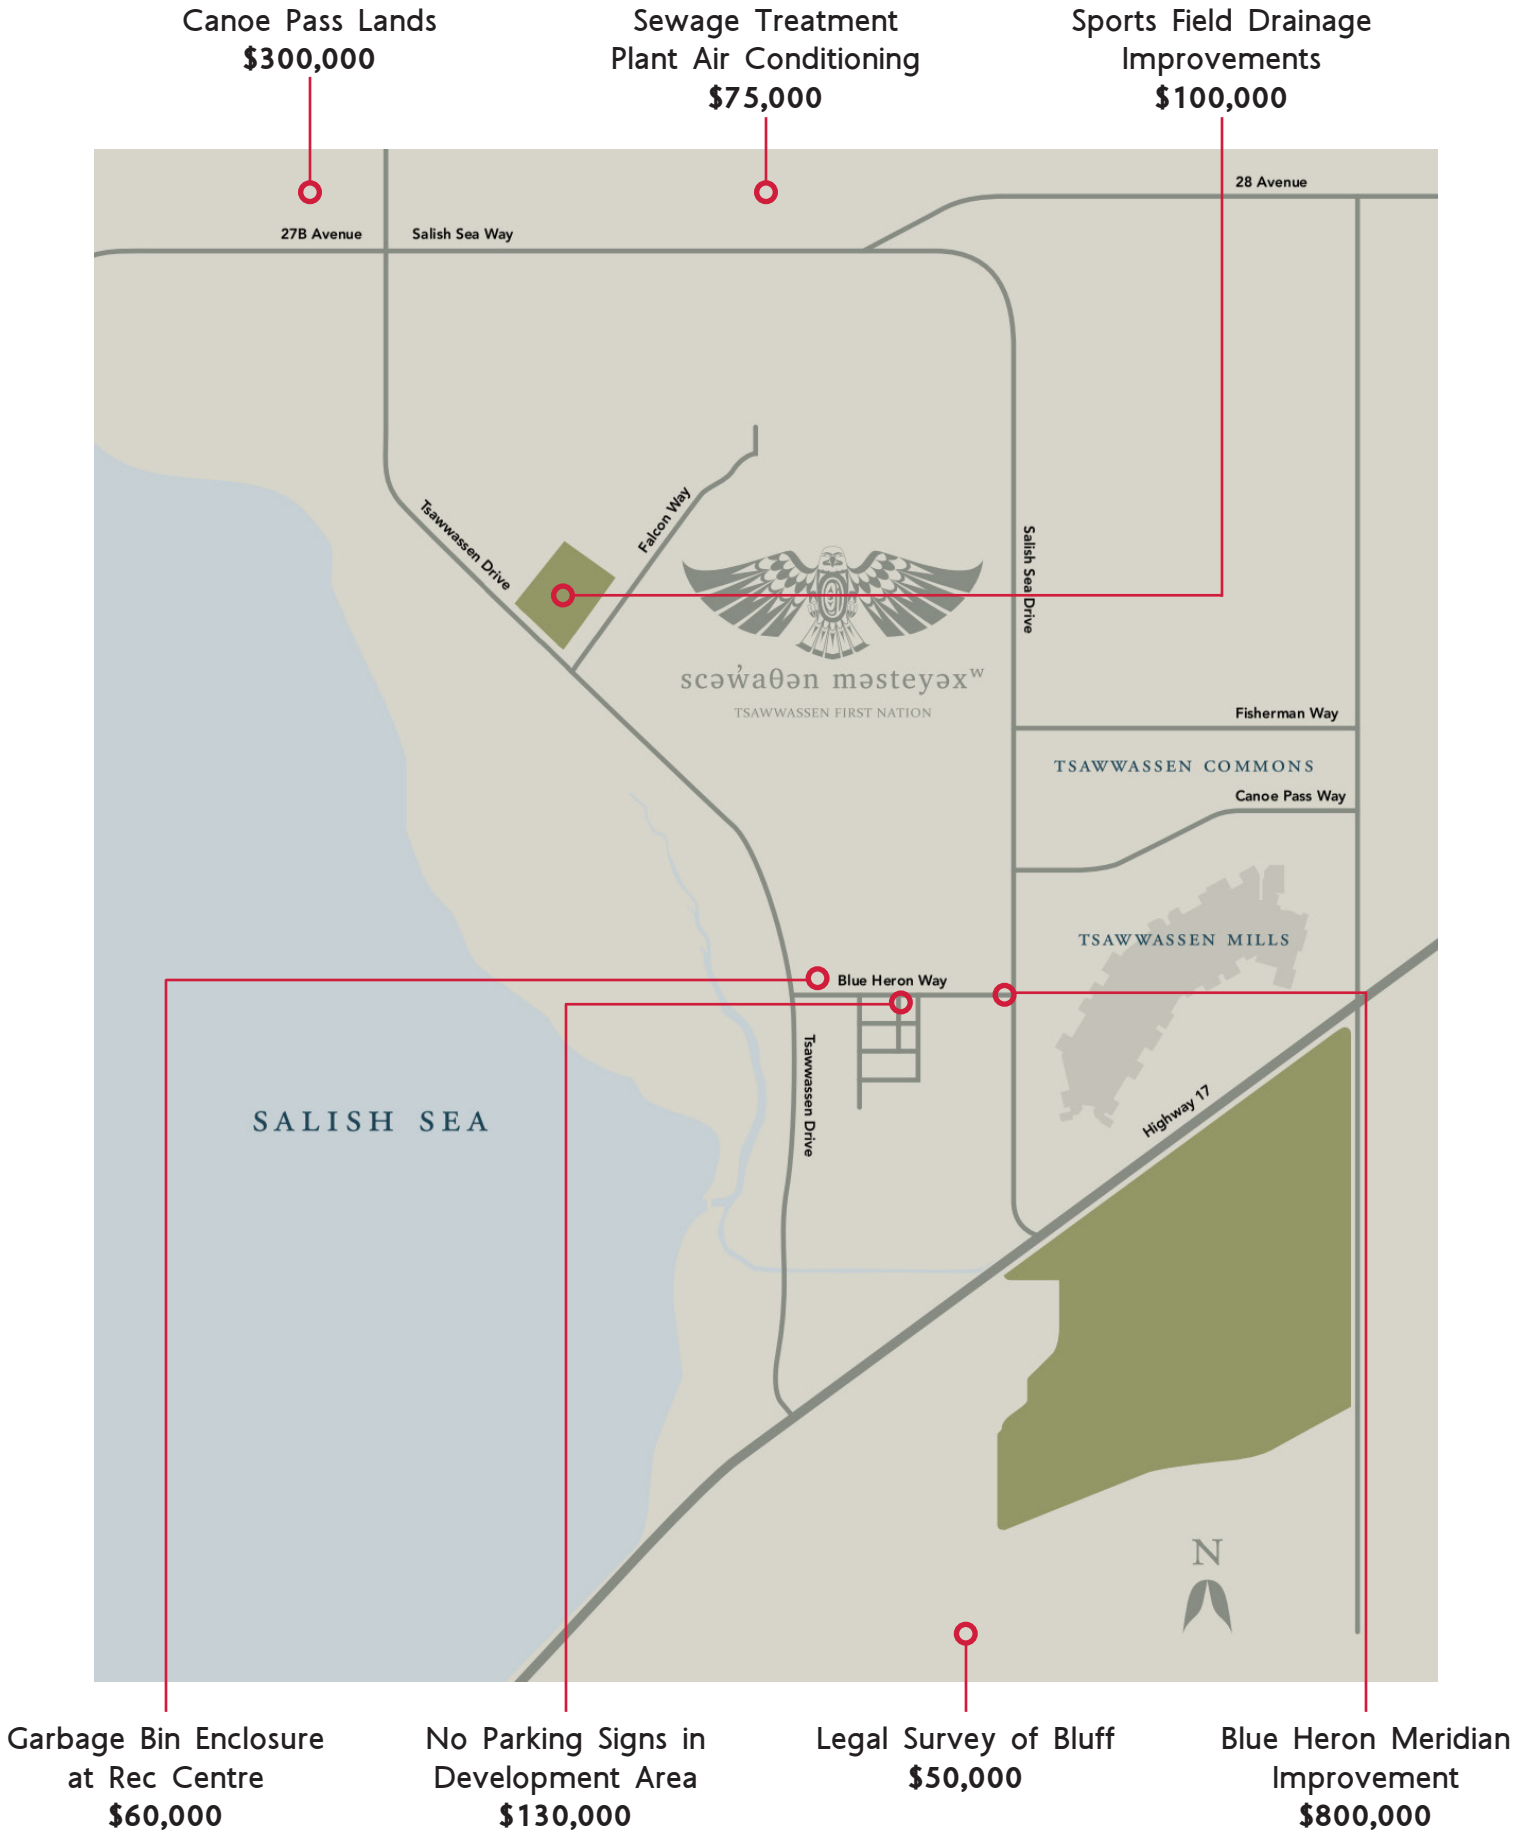 Canoe Pass Lands
$300,000
Sewage Treatment
Plant Air Conditioning
$75,000
Sports Field Drainage
Improvements
$100,000
28 Avenue
27B Avenue
Salish Sea Way
Tsawwassen Drive
Falcon Way
Salish Sea Drive
scəw̓aθən məsteyəxʷ
TSAWWASSEN FIRST NATION
Fisherman Way
TSAWWASSEN COMMONS
Canoe Pass Way
TSAWWASSEN MILLS
Blue Heron Way
Tsawwassen Drive
SALISH SEA
Highway 17
N
Garbage Bin Enclosure
at Rec Centre
$60,000
No Parking Signs in
Development Area
$130,000
Legal Survey of Bluff
$50,000
Blue Heron Meridian
Improvement
$800,000